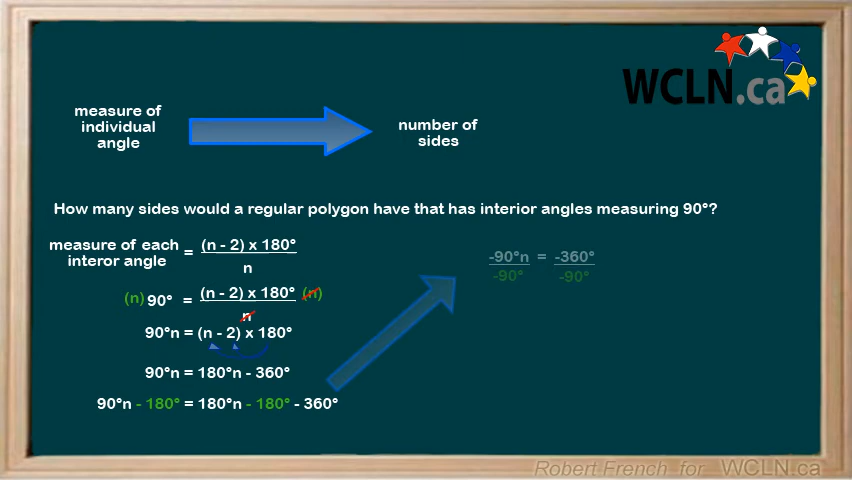 WCLN.ca
measure of
individual
angle
number of
sides
How many sides would a regular polygon have that has interior angles measuring 90°?
measure of each
interor angle
= (n - 2) x 180°
n
(n) 90° = (n - 2) x 180° (n)
n
90°n = (n - 2) x 180°
90°n = 180°n - 360°
90°n - 180° = 180°n - 180° - 360°
-90°n = -360°
-90° -90°
Robert French for WCLN.ca